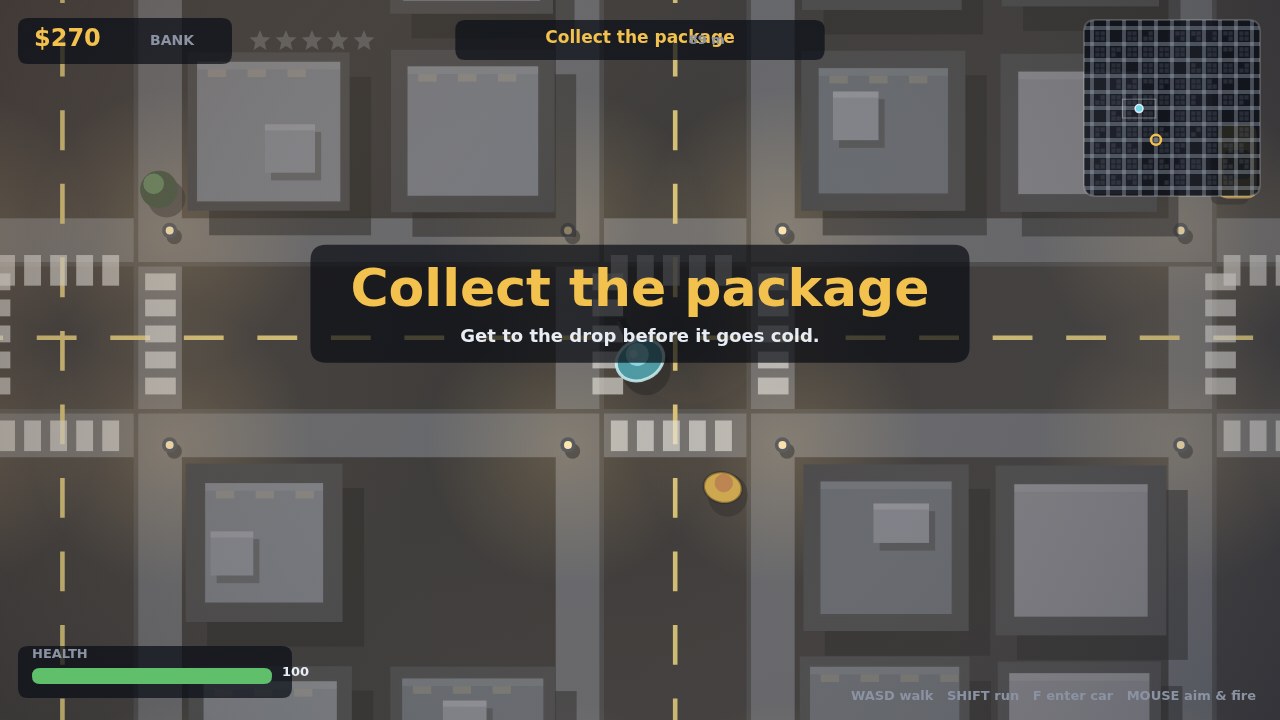 $270
BANK
Collect the package
Collect the package
Get to the drop before it goes cold.
HEALTH
100
WASD walk SHIFT run F enter car MOUSE aim & fire